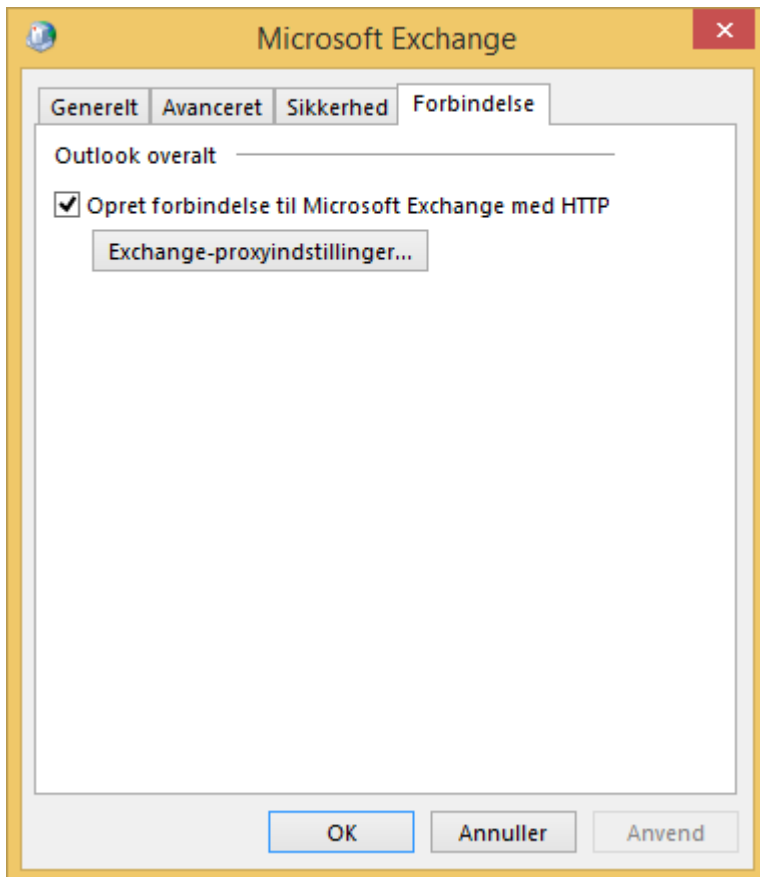 Microsoft Exchange
Generelt Avanceret Sikkerhed Forbindelse
Outlook overalt
Opret forbindelse til Microsoft Exchange med HTTP
Exchange-proxyindstillinger...
OK Annuller Anvend